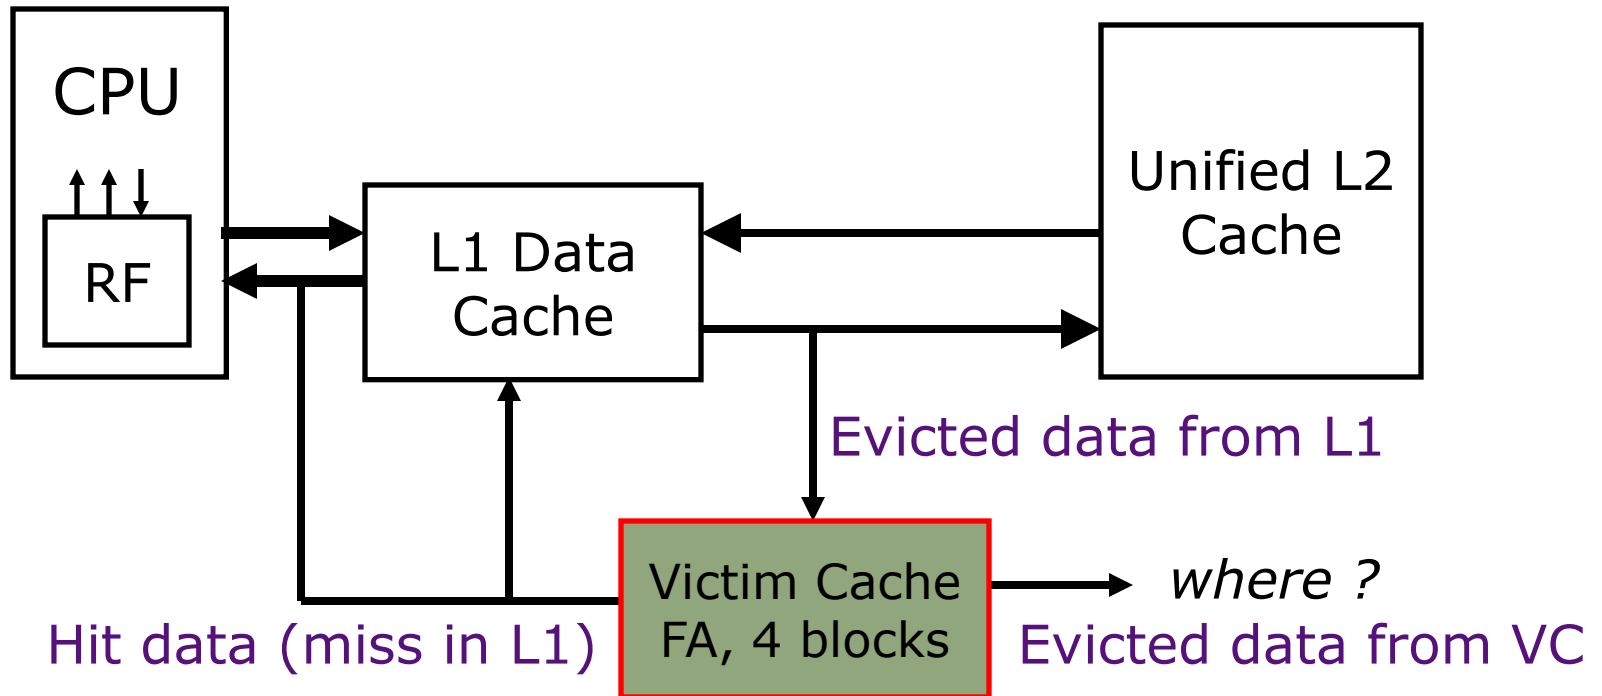 CPU
RF
L1 Data
Cache
Unified L2
Cache
Evicted data from L1
Victim Cache
FA, 4 blocks
where ?
Hit data (miss in L1)
Evicted data from VC